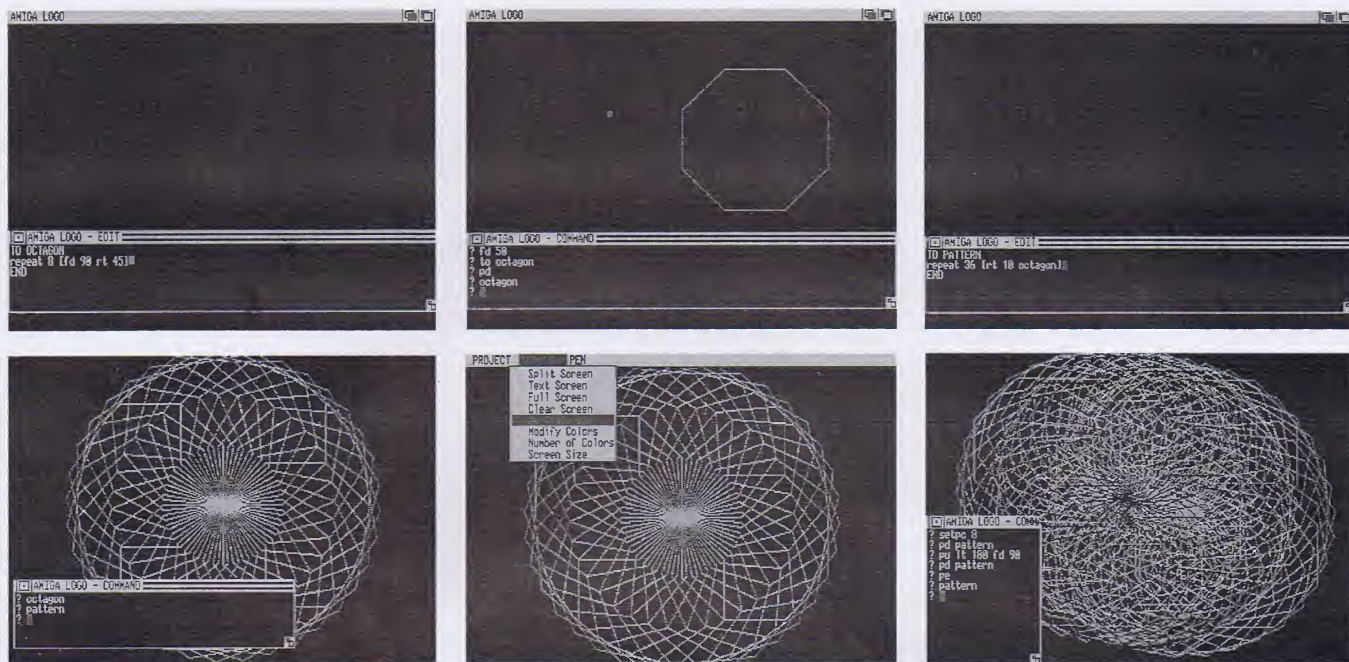 AMIGA LOGO
AMIGA LOGO - EDIT
TO OCTAGON
repeat 8 [fd 90 rt 45]
END
AMIGA LOGO
AMIGA LOGO - COMMAND
? fd 50
? to octagon
? pd
? octagon
?
AMIGA LOGO
AMIGA LOGO - EDIT
TO PATTERN
repeat 36 [rt 10 octagon]
END
AMIGA LOGO - COMMAND
? octagon
? pattern
?
PROJECT PEN
Split Screen
Text Screen
Full Screen
Clear Screen
Modify Colors
Number of Colors
Screen Size
AMIGA LOGO - COMM
? setpc 8
? pd pattern
? pu lt 180 fd 90
? pd pattern
? pe
? pattern
?